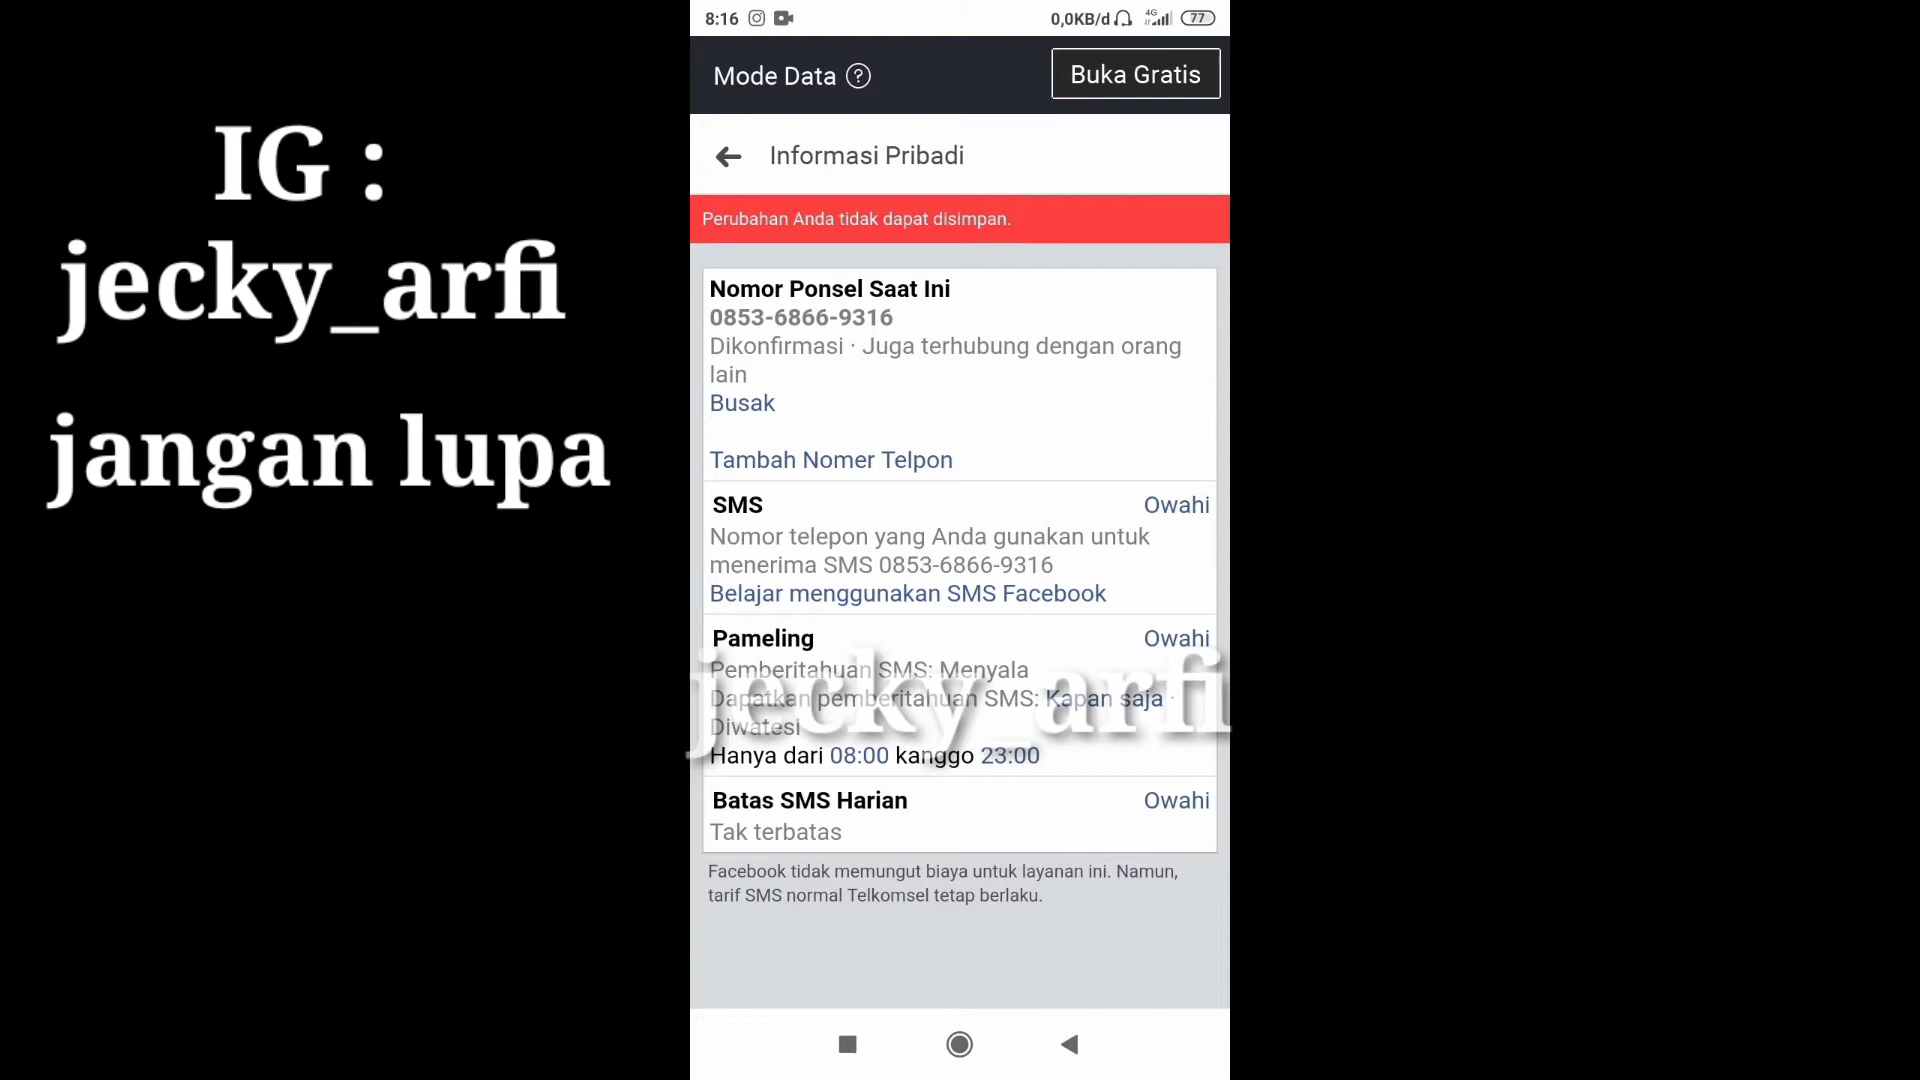 IG :
jecky_arfi
jangan lupa
8:16
0,0KB/d 4G 77
Mode Data ?
Buka Gratis
Informasi Pribadi
Perubahan Anda tidak dapat disimpan.
Nomor Ponsel Saat Ini
0853-6866-9316
Dikonfirmasi · Juga terhubung dengan orang
lain
Busak
Tambah Nomer Telpon
SMS Owahi
Nomor telepon yang Anda gunakan untuk
menerima SMS 0853-6866-9316
Belajar menggunakan SMS Facebook
Pameling Owahi
Pemberitahuan SMS: Menyala
Dapatkan pemberitahuan SMS: Kapan saja ·
Diwatesi
Hanya dari 08:00 kanggo 23:00
jecky_arfi
Batas SMS Harian Owahi
Tak terbatas
Facebook tidak memungut biaya untuk layanan ini. Namun,
tarif SMS normal Telkomsel tetap berlaku.